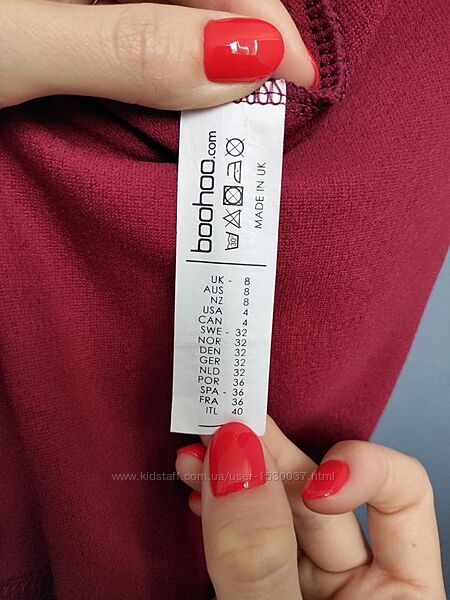 boohoo.com
30
MADE IN UK
UK - 8
AUS 8
NZ 8
USA 4
CAN 4
SWE - 32
NOR 32
DEN 32
GER 32
NLD 32
POR 36
SPA - 36
FRA 36
ITL 40
www.kidstaff.com.ua/user-1530037.html